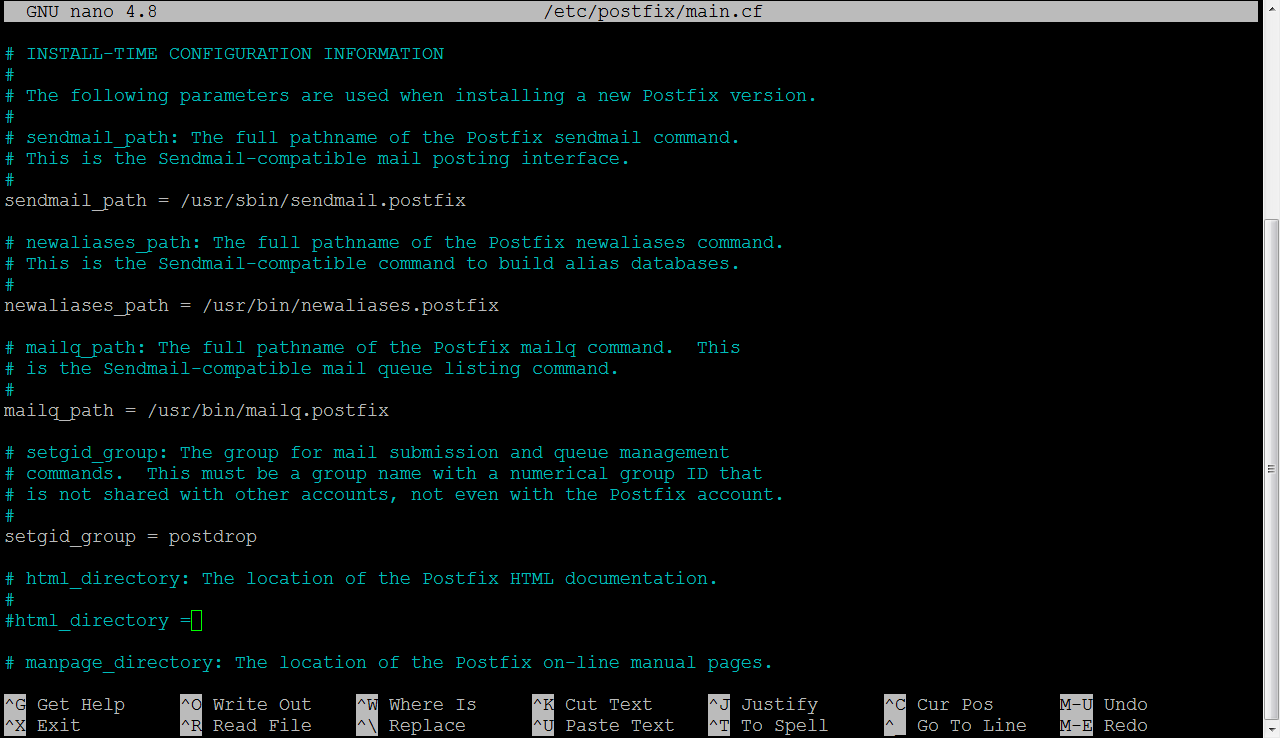 GNU nano 4.8 /etc/postfix/main.cf
# INSTALL-TIME CONFIGURATION INFORMATION
#
# The following parameters are used when installing a new Postfix version.
#
# sendmail_path: The full pathname of the Postfix sendmail command.
# This is the Sendmail-compatible mail posting interface.
#
sendmail_path = /usr/sbin/sendmail.postfix
# newaliases_path: The full pathname of the Postfix newaliases command.
# This is the Sendmail-compatible command to build alias databases.
#
newaliases_path = /usr/bin/newaliases.postfix
# mailq_path: The full pathname of the Postfix mailq command.  This
# is the Sendmail-compatible mail queue listing command.
#
mailq_path = /usr/bin/mailq.postfix
# setgid_group: The group for mail submission and queue management
# commands.  This must be a group name with a numerical group ID that
# is not shared with other accounts, not even with the Postfix account.
#
setgid_group = postdrop
# html_directory: The location of the Postfix HTML documentation.
#
#html_directory =
# manpage_directory: The location of the Postfix on-line manual pages.
^G Get Help ^O Write Out ^W Where Is ^K Cut Text ^J Justify ^C Cur Pos M-U Undo
^X Exit ^R Read File ^\ Replace ^U Paste Text ^T To Spell ^_ Go To Line M-E Redo